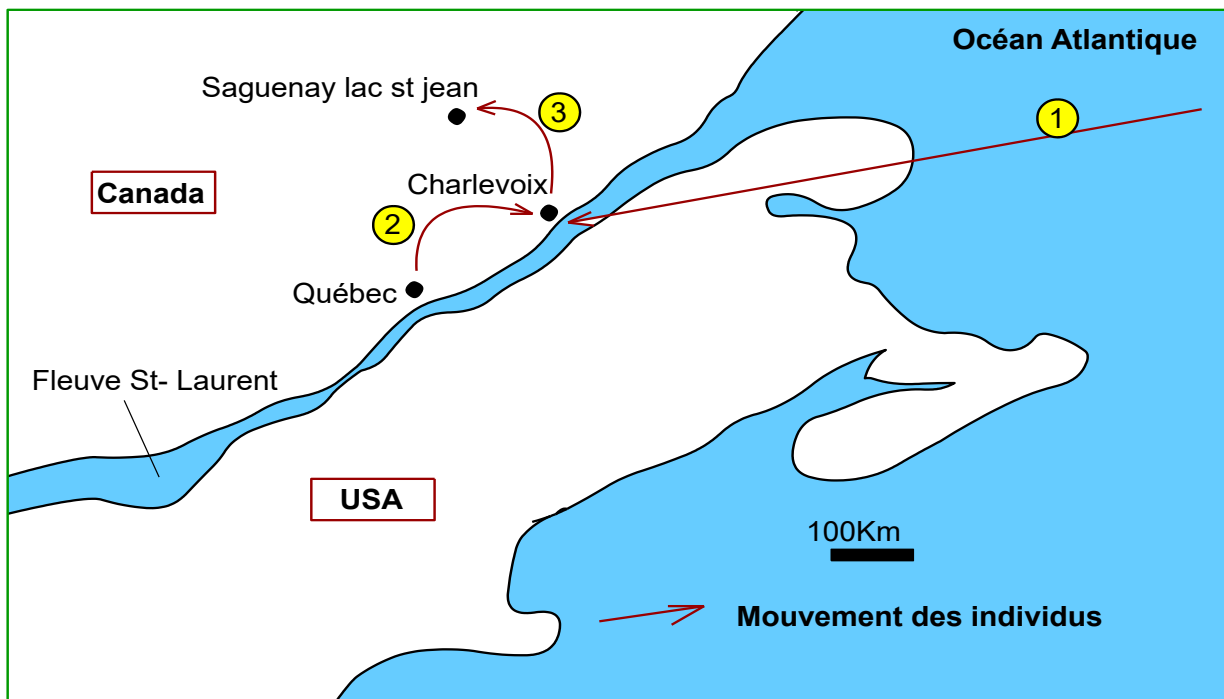 Océan Atlantique
Saguenay lac st jean
3
1
Canada
Charlevoix
2
Québec
Fleuve St- Laurent
USA
100Km
Mouvement des individus